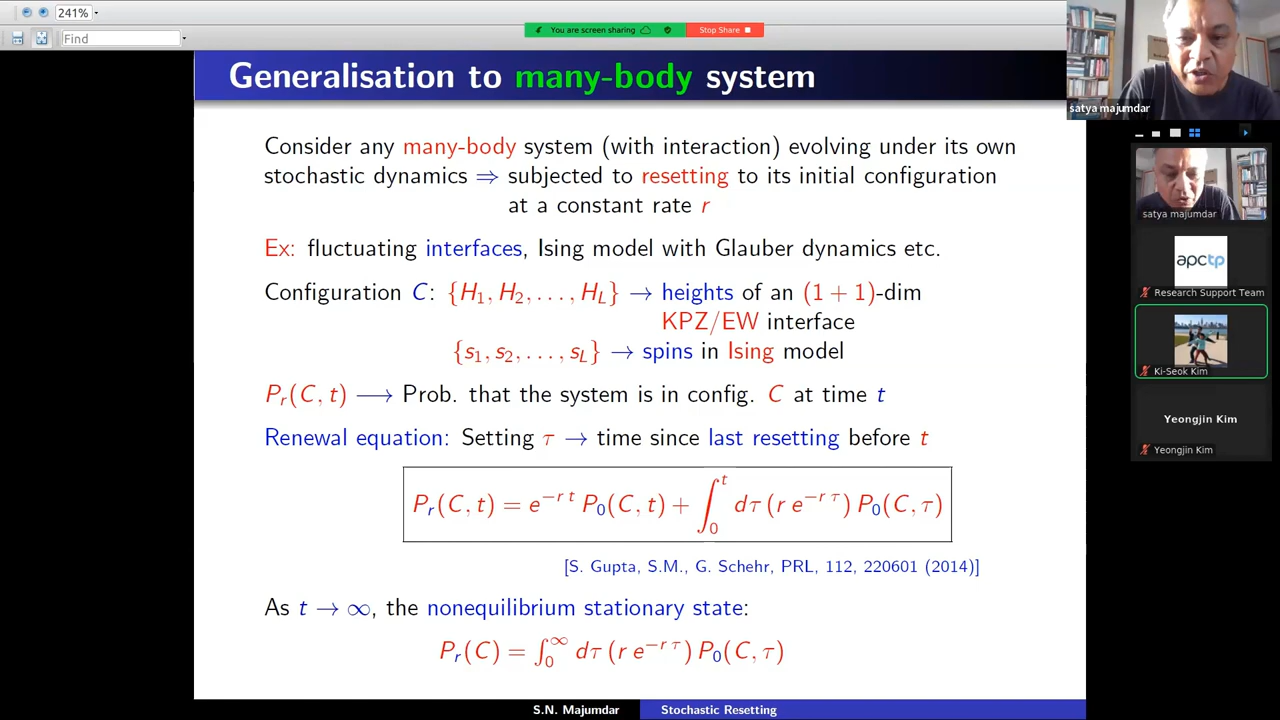 241%
Find
You are screen sharing
Stop Share
Generalisation to many-body system
Consider any many-body system (with interaction) evolving under its own
stochastic dynamics ⇒ subjected to resetting to its initial configuration
at a constant rate r
Ex: fluctuating interfaces, Ising model with Glauber dynamics etc.
Configuration C: {H₁, H₂, . . . , H_L} → heights of an (1 + 1)-dim
KPZ/EW interface
{s₁, s₂, . . . , s_L} → spins in Ising model
P_r(C, t) ⟶ Prob. that the system is in config. C at time t
Renewal equation: Setting τ → time since last resetting before t
P_r(C, t) = e^{−r t} P₀(C, t) + ∫₀^t dτ (r e^{−r τ}) P₀(C, τ)
[S. Gupta, S.M., G. Schehr, PRL, 112, 220601 (2014)]
As t → ∞, the nonequilibrium stationary state:
P_r(C) = ∫₀^∞ dτ (r e^{−r τ}) P₀(C, τ)
S.N. Majumdar
Stochastic Resetting
satya majumdar
satya majumdar
apctp
Research Support Team
Ki-Seok Kim
Yeongjin Kim
Yeongjin Kim